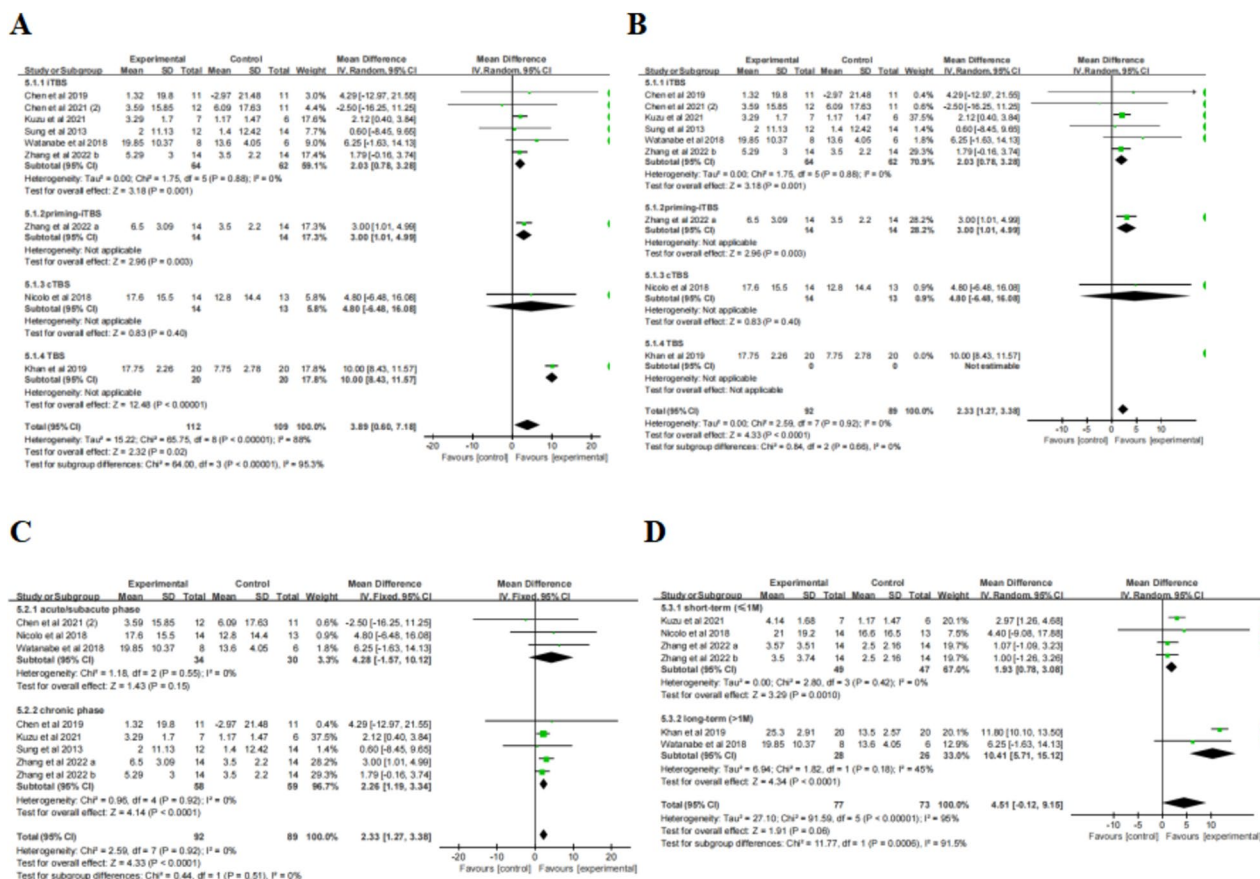 A
Experimental Control Mean Difference Mean Difference
Study or Subgroup Mean SD Total Mean SD Total Weight IV. Random. 95% CI IV. Random. 95% CI
5.1.1 iTBS
Chen et al 2019 1.32 19.8 11 -2.97 21.48 11 3.0% 4.29 [-12.97, 21.55]
Chen et al 2021 (2) 3.59 15.85 12 6.09 17.63 11 4.4% -2.50 [-16.25, 11.25]
Kuzu et al 2021 3.29 1.7 7 1.17 1.47 6 17.6% 2.12 [0.40, 3.84]
Sung et al 2013 2 11.13 12 1.4 12.42 14 7.7% 0.60 [-8.45, 9.65]
Watanabe et al 2018 19.85 10.37 8 13.6 4.05 6 9.0% 6.25 [-1.63, 14.13]
Zhang et al 2022 b 5.29 3 14 3.5 2.2 14 17.4% 1.79 [-0.16, 3.74]
Subtotal (95% CI) 64 62 59.1% 2.03 [0.78, 3.28]
Heterogeneity: Tau² = 0.00; Chi² = 1.75, df = 5 (P = 0.88); I² = 0%
Test for overall effect: Z = 3.18 (P = 0.001)
5.1.2priming-iTBS
Zhang et al 2022 a 6.5 3.09 14 3.5 2.2 14 17.3% 3.00 [1.01, 4.99]
Subtotal (95% CI) 14 14 17.3% 3.00 [1.01, 4.99]
Heterogeneity: Not applicable
Test for overall effect: Z = 2.96 (P = 0.003)
5.1.3 cTBS
Nicolo et al 2018 17.6 15.5 14 12.8 14.4 13 5.8% 4.80 [-6.48, 16.08]
Subtotal (95% CI) 14 13 5.8% 4.80 [-6.48, 16.08]
Heterogeneity: Not applicable
Test for overall effect: Z = 0.83 (P = 0.40)
5.1.4 TBS
Khan et al 2019 17.75 2.26 20 7.75 2.78 20 17.8% 10.00 [8.43, 11.57]
Subtotal (95% CI) 20 20 17.8% 10.00 [8.43, 11.57]
Heterogeneity: Not applicable
Test for overall effect: Z = 12.48 (P < 0.00001)
Total (95% CI) 112 109 100.0% 3.89 [0.60, 7.18]
Heterogeneity: Tau² = 15.22; Chi² = 65.75, df = 8 (P < 0.00001); I² = 88%
Test for overall effect: Z = 2.32 (P = 0.02)
Test for subgroup differences: Chi² = 64.00, df = 3 (P < 0.00001), I² = 95.3%
-20 -10 0 10 20
Favours [control] Favours [experimental]
B
Experimental Control Mean Difference Mean Difference
Study or Subgroup Mean SD Total Mean SD Total Weight IV. Random. 95% CI IV. Random. 95% CI
5.1.1 iTBS
Chen et al 2019 1.32 19.8 11 -2.97 21.48 11 0.4% 4.29 [-12.97, 21.55]
Chen et al 2021 (2) 3.59 15.85 12 6.09 17.63 11 0.6% -2.50 [-16.25, 11.25]
Kuzu et al 2021 3.29 1.7 7 1.17 1.47 6 37.5% 2.12 [0.40, 3.84]
Sung et al 2013 2 11.13 12 1.4 12.42 14 1.4% 0.60 [-8.45, 9.65]
Watanabe et al 2018 19.85 10.37 8 13.6 4.05 6 1.8% 6.25 [-1.63, 14.13]
Zhang et al 2022 b 5.29 3 14 3.5 2.2 14 29.3% 1.79 [-0.16, 3.74]
Subtotal (95% CI) 64 62 70.9% 2.03 [0.78, 3.28]
Heterogeneity: Tau² = 0.00; Chi² = 1.75, df = 5 (P = 0.88); I² = 0%
Test for overall effect: Z = 3.18 (P = 0.001)
5.1.2priming-iTBS
Zhang et al 2022 a 6.5 3.09 14 3.5 2.2 14 28.2% 3.00 [1.01, 4.99]
Subtotal (95% CI) 14 14 28.2% 3.00 [1.01, 4.99]
Heterogeneity: Not applicable
Test for overall effect: Z = 2.96 (P = 0.003)
5.1.3 cTBS
Nicolo et al 2018 17.6 15.5 14 12.8 14.4 13 0.9% 4.80 [-6.48, 16.08]
Subtotal (95% CI) 14 13 0.9% 4.80 [-6.48, 16.08]
Heterogeneity: Not applicable
Test for overall effect: Z = 0.83 (P = 0.40)
5.1.4 TBS
Khan et al 2019 17.75 2.26 20 7.75 2.78 20 0.0% 10.00 [8.43, 11.57]
Subtotal (95% CI) 0 0 Not estimable
Heterogeneity: Not applicable
Test for overall effect: Not applicable
Total (95% CI) 92 89 100.0% 2.33 [1.27, 3.38]
Heterogeneity: Tau² = 0.00; Chi² = 2.59, df = 7 (P = 0.92); I² = 0%
Test for overall effect: Z = 4.33 (P < 0.0001)
Test for subgroup differences: Chi² = 0.84, df = 2 (P = 0.66), I² = 0%
-10 -5 0 5 10
Favours [control] Favours [experimental]
C
Experimental Control Mean Difference Mean Difference
Study or Subgroup Mean SD Total Mean SD Total Weight IV. Fixed. 95% CI IV. Fixed. 95% CI
5.2.1 acute/subacute phase
Chen et al 2021 (2) 3.59 15.85 12 6.09 17.63 11 0.6% -2.50 [-16.25, 11.25]
Nicolo et al 2018 17.6 15.5 14 12.8 14.4 13 0.9% 4.80 [-6.48, 16.08]
Watanabe et al 2018 19.85 10.37 8 13.6 4.05 6 1.8% 6.25 [-1.63, 14.13]
Subtotal (95% CI) 34 30 3.3% 4.28 [-1.57, 10.12]
Heterogeneity: Chi² = 1.18, df = 2 (P = 0.55); I² = 0%
Test for overall effect: Z = 1.43 (P = 0.15)
5.2.2 chronic phase
Chen et al 2019 1.32 19.8 11 -2.97 21.48 11 0.4% 4.29 [-12.97, 21.55]
Kuzu et al 2021 3.29 1.7 7 1.17 1.47 6 37.5% 2.12 [0.40, 3.84]
Sung et al 2013 2 11.13 12 1.4 12.42 14 1.4% 0.60 [-8.45, 9.65]
Zhang et al 2022 a 6.5 3.09 14 3.5 2.2 14 28.2% 3.00 [1.01, 4.99]
Zhang et al 2022 b 5.29 3 14 3.5 2.2 14 29.3% 1.79 [-0.16, 3.74]
Subtotal (95% CI) 58 59 96.7% 2.26 [1.19, 3.34]
Heterogeneity: Chi² = 0.96, df = 4 (P = 0.92); I² = 0%
Test for overall effect: Z = 4.14 (P < 0.0001)
Total (95% CI) 92 89 100.0% 2.33 [1.27, 3.38]
Heterogeneity: Chi² = 2.59, df = 7 (P = 0.92); I² = 0%
Test for overall effect: Z = 4.33 (P < 0.0001)
Test for subgroup differences: Chi² = 0.44, df = 1 (P = 0.51), I² = 0%
-20 -10 0 10 20
Favours [control] Favours [experimental]
D
Experimental Control Mean Difference Mean Difference
Study or Subgroup Mean SD Total Mean SD Total Weight IV. Random. 95% CI IV. Random. 95% CI
5.3.1 short-term (≤1M)
Kuzu et al 2021 4.14 1.68 7 1.17 1.47 6 20.1% 2.97 [1.26, 4.68]
Nicolo et al 2018 21 19.2 14 16.6 16.5 13 7.5% 4.40 [-9.08, 17.88]
Zhang et al 2022 a 3.57 3.51 14 2.5 2.16 14 19.7% 1.07 [-1.09, 3.23]
Zhang et al 2022 b 3.5 3.74 14 2.5 2.16 14 19.6% 1.00 [-1.26, 3.26]
Subtotal (95% CI) 49 47 67.0% 1.93 [0.78, 3.08]
Heterogeneity: Tau² = 0.00; Chi² = 2.80, df = 3 (P = 0.42); I² = 0%
Test for overall effect: Z = 3.29 (P = 0.0010)
5.3.2 long-term (>1M)
Khan et al 2019 25.3 2.91 20 13.5 2.57 20 20.1% 11.80 [10.10, 13.50]
Watanabe et al 2018 19.85 10.37 8 13.6 4.05 6 12.9% 6.25 [-1.63, 14.13]
Subtotal (95% CI) 28 26 33.0% 10.41 [5.71, 15.12]
Heterogeneity: Tau² = 6.94; Chi² = 1.82, df = 1 (P = 0.18); I² = 45%
Test for overall effect: Z = 4.34 (P < 0.0001)
Total (95% CI) 77 73 100.0% 4.51 [-0.12, 9.15]
Heterogeneity: Tau² = 27.10; Chi² = 91.59, df = 5 (P < 0.00001); I² = 95%
Test for overall effect: Z = 1.91 (P = 0.06)
Test for subgroup differences: Chi² = 11.77, df = 1 (P = 0.0006), I² = 91.5%
-10 -5 0 5 10
Favours [control] Favours [experimental]